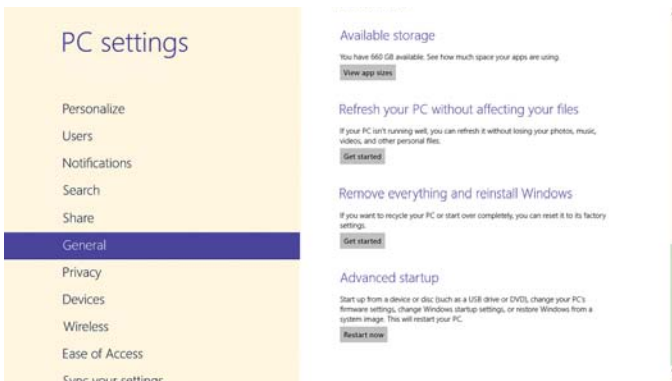 PC settings
Personalize
Users
Notifications
Search
Share
General
Privacy
Devices
Wireless
Ease of Access
Sync your settings
Available storage
You have 660 GB available. See how much space your apps are using.
View app sizes
Refresh your PC without affecting your files
If your PC isn't running well, you can refresh it without losing your photos, music,
videos, and other personal files.
Get started
Remove everything and reinstall Windows
If you want to recycle your PC or start over completely, you can reset it to its factory
settings.
Get started
Advanced startup
Start up from a device or disc (such as a USB drive or DVD), change your PC's
firmware settings, change Windows startup settings, or restore Windows from a
system image. This will restart your PC.
Restart now